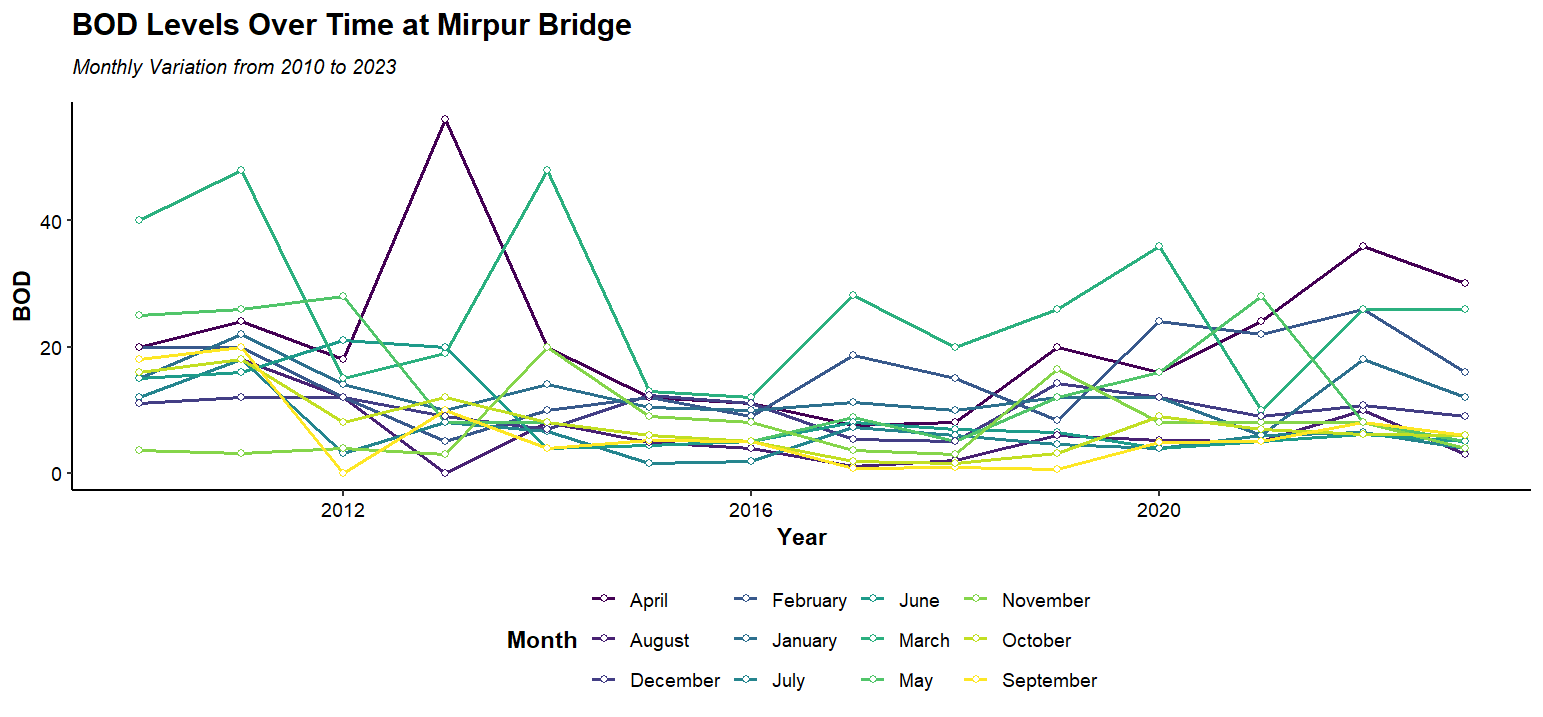 BOD Levels Over Time at Mirpur Bridge
Monthly Variation from 2010 to 2023
40
20
0
BOD
2012 2016 2020
Year
Month
April February June November
August January March October
December July May September